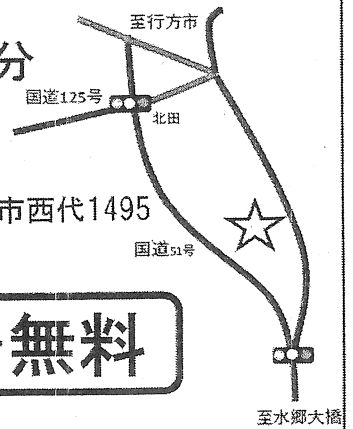 至行方市
分
国道125号
北田
市西代1495
国道51号
無料
至水郷大橋